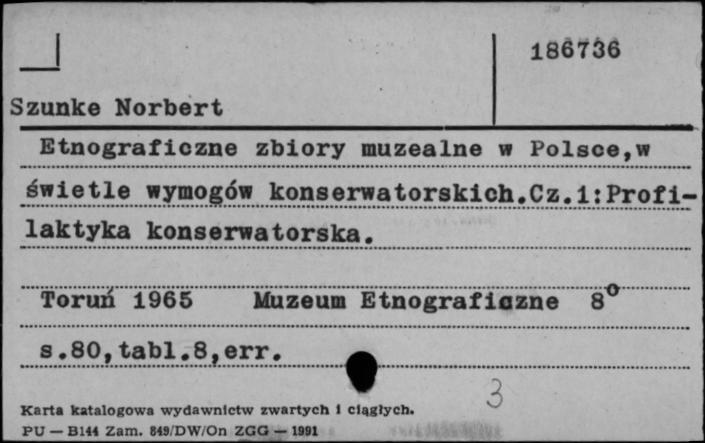 186736
Szunke Norbert
Etnograficzne zbiory muzealne w Polsce,w
świetle wymogów konserwatorskich.Cz.1:Profi-
laktyka konserwatorska.
Toruń 1965 Muzeum Etnograficzne 8º
s.80,tabl.8,err.
3
Karta katalogowa wydawnictw zwartych i ciągłych.
PU — B144 Zam. 849/DW/On ZGG — 1991